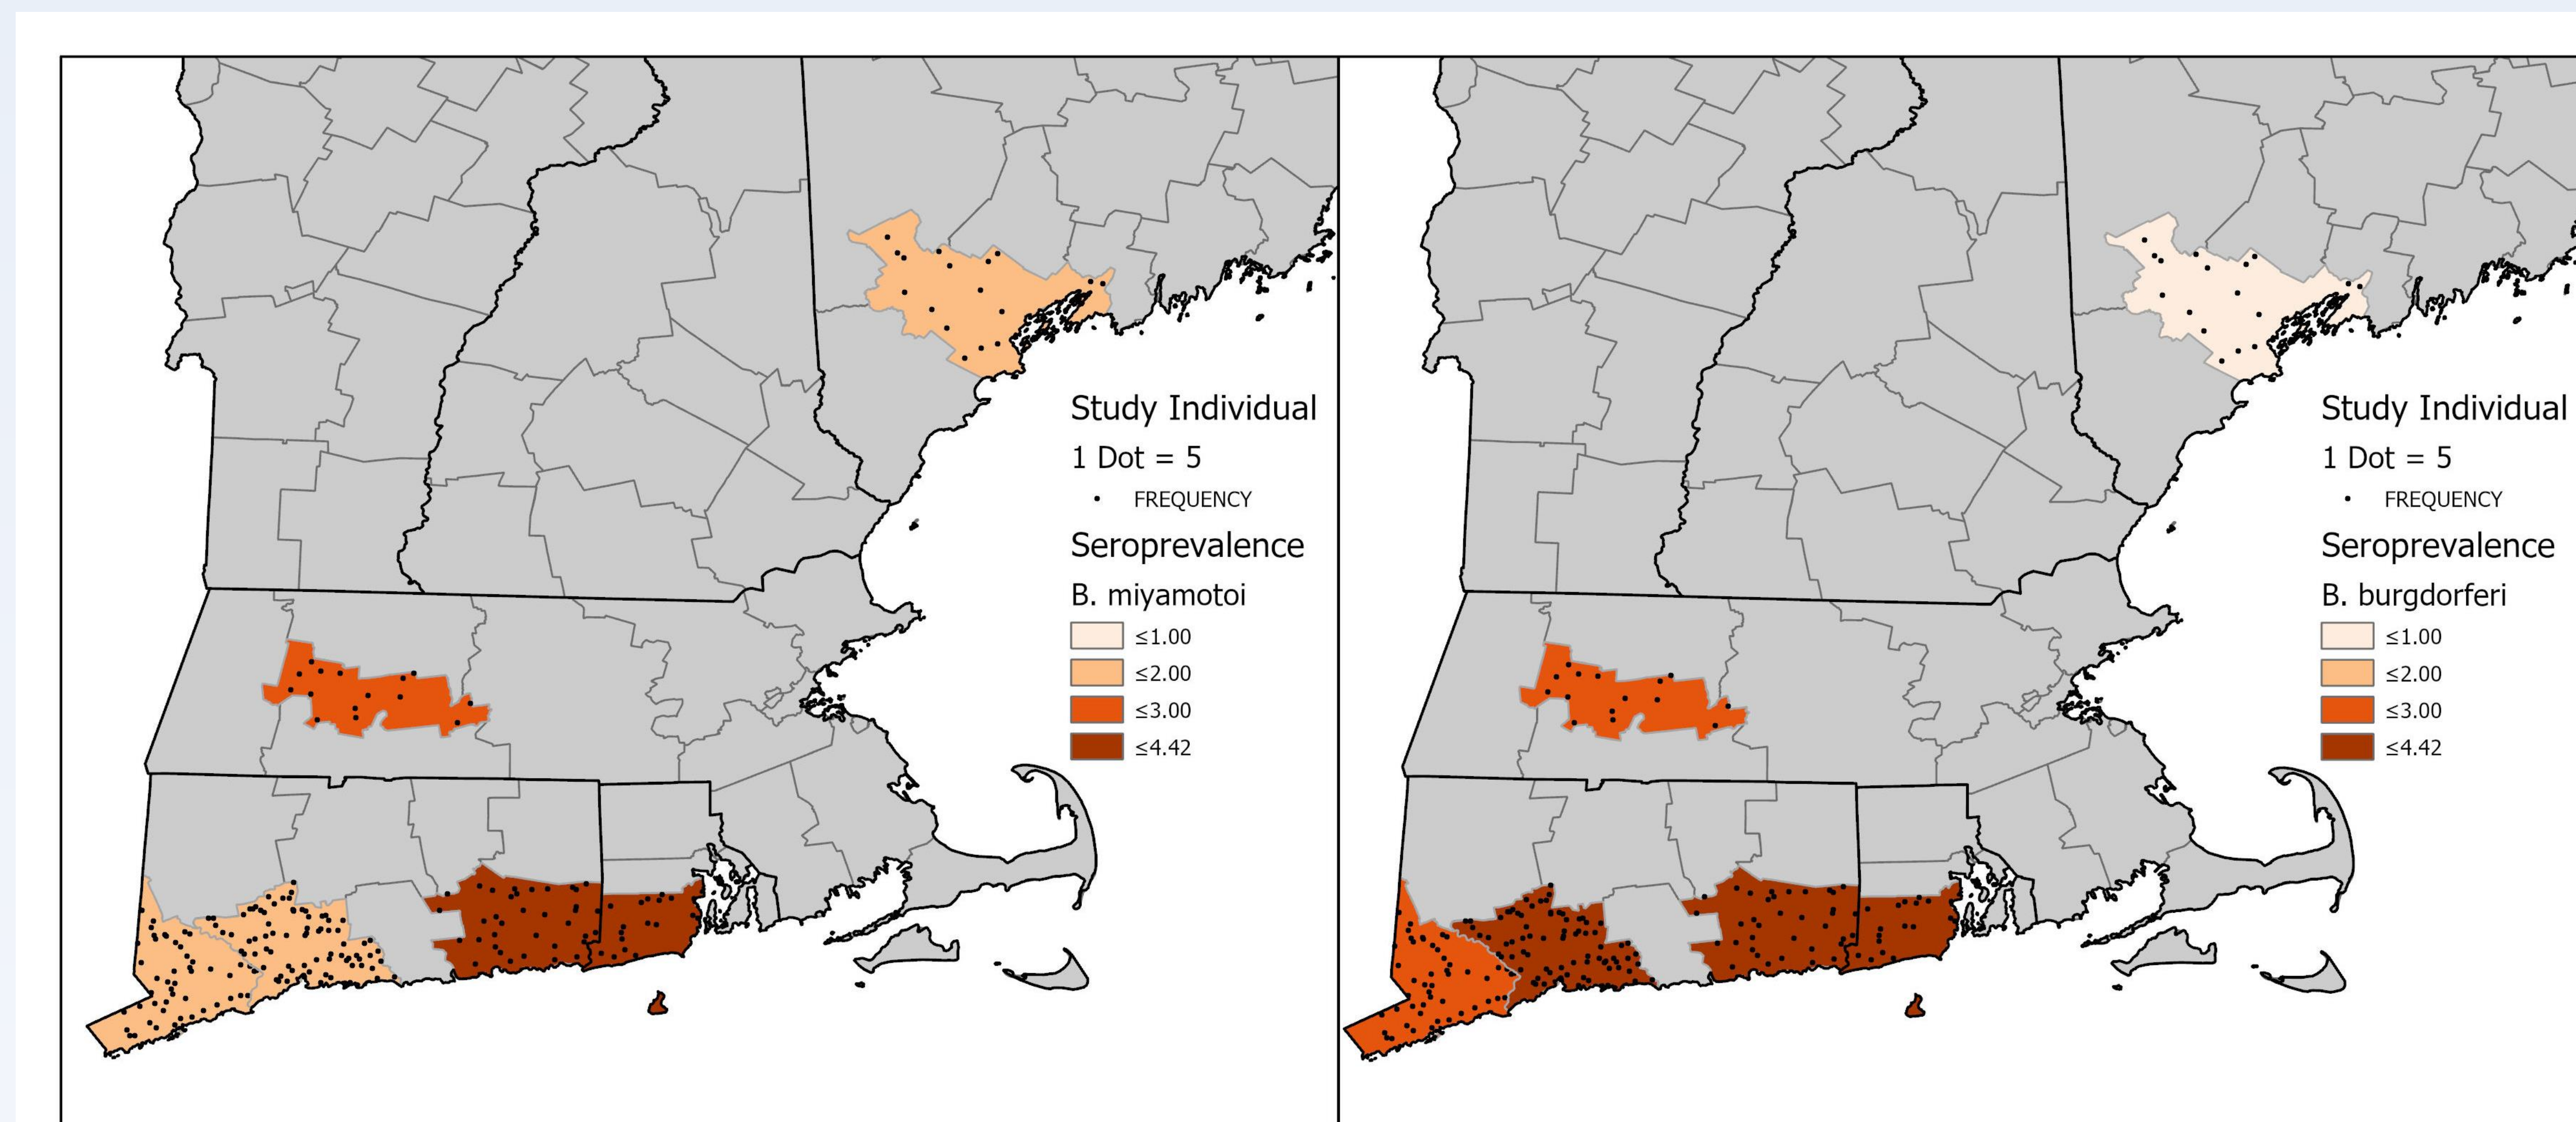 Study Individual
1 Dot = 5
FREQUENCY
Seroprevalence
B. miyamotoi
≤1.00
≤2.00
≤3.00
≤4.42
Study Individual
1 Dot = 5
FREQUENCY
Seroprevalence
B. burgdorferi
≤1.00
≤2.00
≤3.00
≤4.42